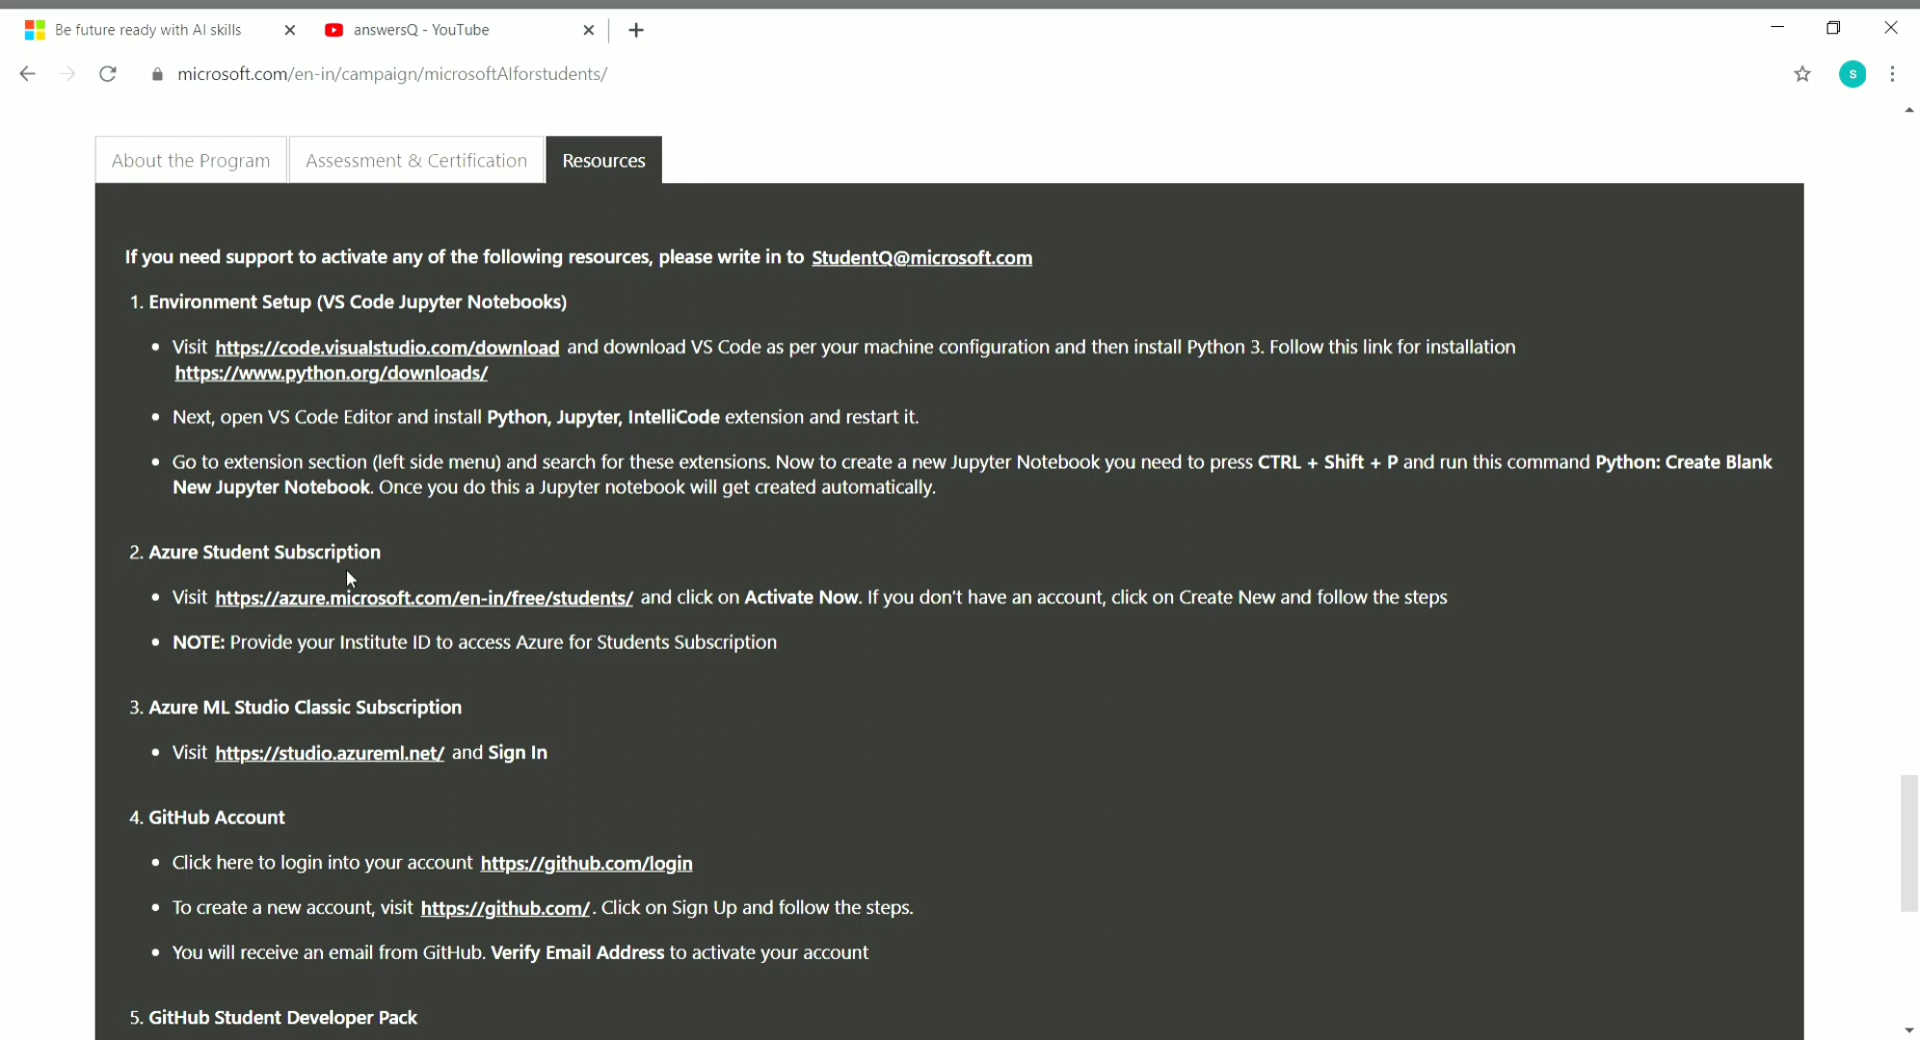 Be future ready with AI skills
answersQ - YouTube
microsoft.com/en-in/campaign/microsoftAIforstudents/
S
About the Program
Assessment & Certification
Resources
If you need support to activate any of the following resources, please write in to StudentQ@microsoft.com
1. Environment Setup (VS Code Jupyter Notebooks)
• Visit https://code.visualstudio.com/download and download VS Code as per your machine configuration and then install Python 3. Follow this link for installation
https://www.python.org/downloads/
• Next, open VS Code Editor and install Python, Jupyter, IntelliCode extension and restart it.
• Go to extension section (left side menu) and search for these extensions. Now to create a new Jupyter Notebook you need to press CTRL + Shift + P and run this command Python: Create Blank
New Jupyter Notebook. Once you do this a Jupyter notebook will get created automatically.
2. Azure Student Subscription
• Visit https://azure.microsoft.com/en-in/free/students/ and click on Activate Now. If you don't have an account, click on Create New and follow the steps
• NOTE: Provide your Institute ID to access Azure for Students Subscription
3. Azure ML Studio Classic Subscription
• Visit https://studio.azureml.net/ and Sign In
4. GitHub Account
• Click here to login into your account https://github.com/login
• To create a new account, visit https://github.com/. Click on Sign Up and follow the steps.
• You will receive an email from GitHub. Verify Email Address to activate your account
5. GitHub Student Developer Pack